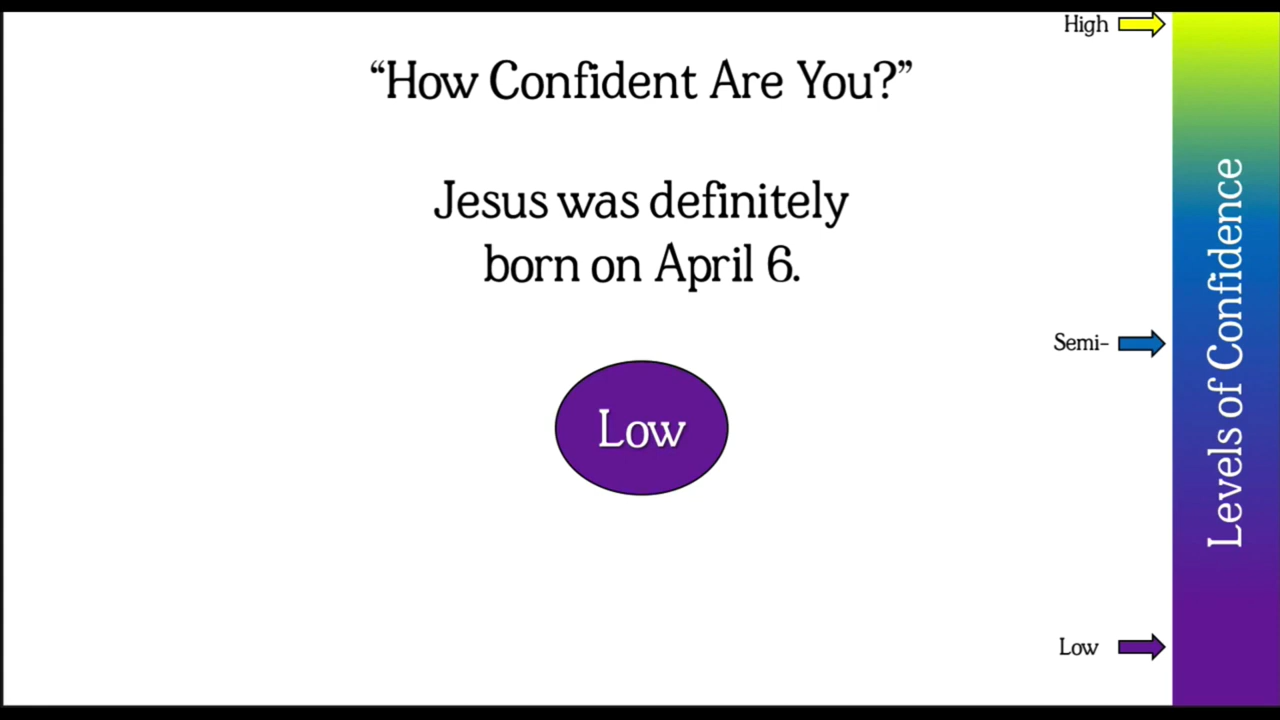 High
“How Confident Are You?”
Jesus was definitely
born on April 6.
Semi-
Low
Low
Levels of Confidence